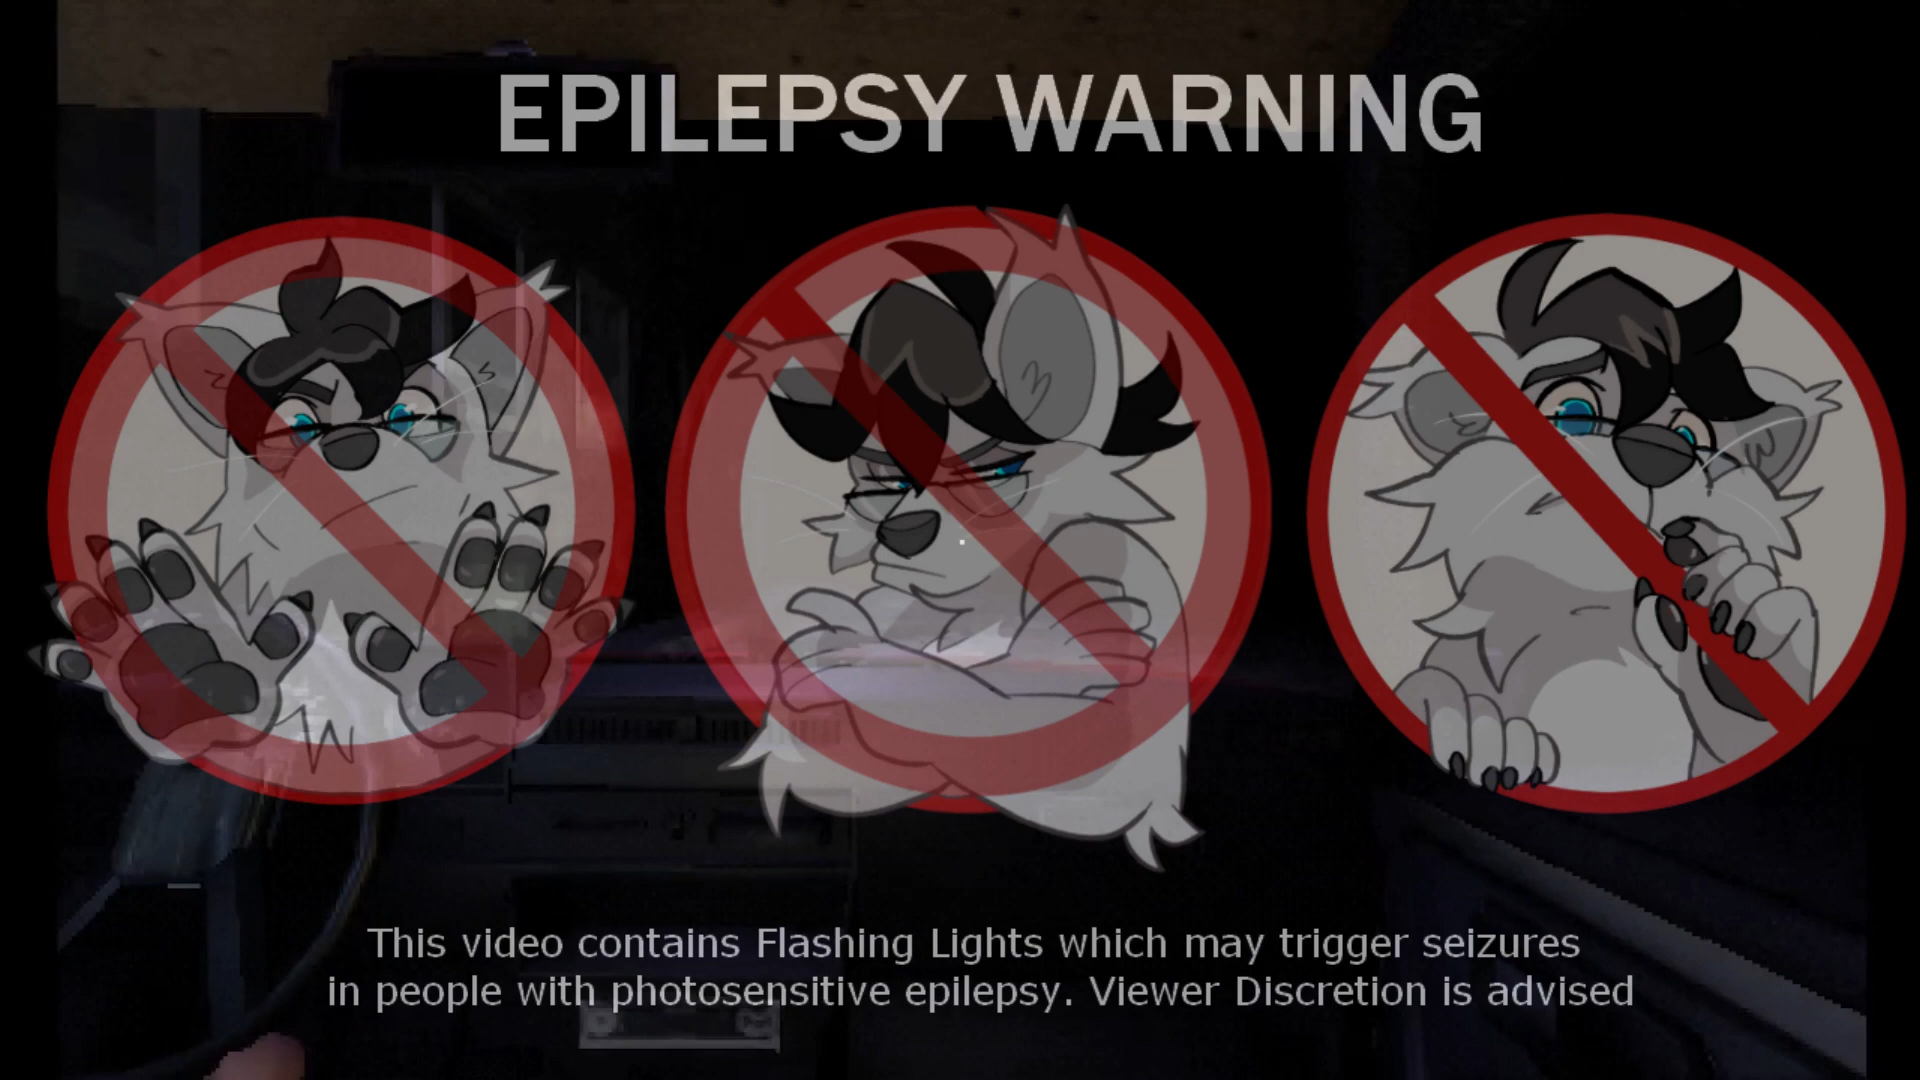 EPILEPSY WARNING
This video contains Flashing Lights which may trigger seizures
in people with photosensitive epilepsy. Viewer Discretion is advised